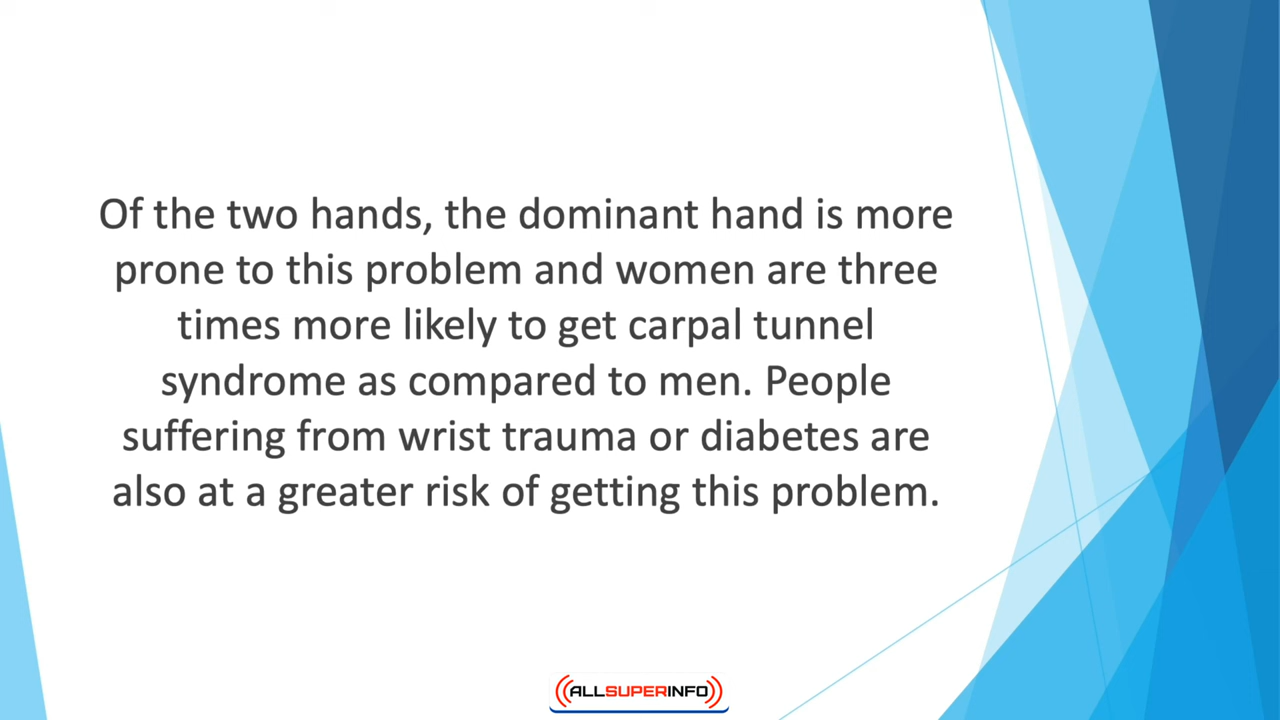 Of the two hands, the dominant hand is more
prone to this problem and women are three
times more likely to get carpal tunnel
syndrome as compared to men. People
suffering from wrist trauma or diabetes are
also at a greater risk of getting this problem.
ALLSUPERINFO